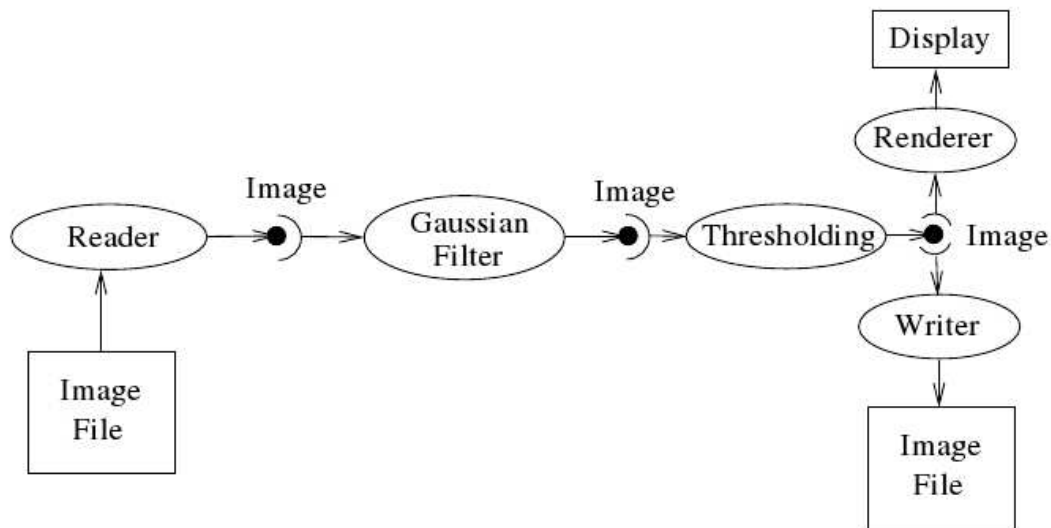 Display
Renderer
Image
Image
Reader
Gaussian
Filter
Thresholding
Image
Writer
Image
File
Image
File